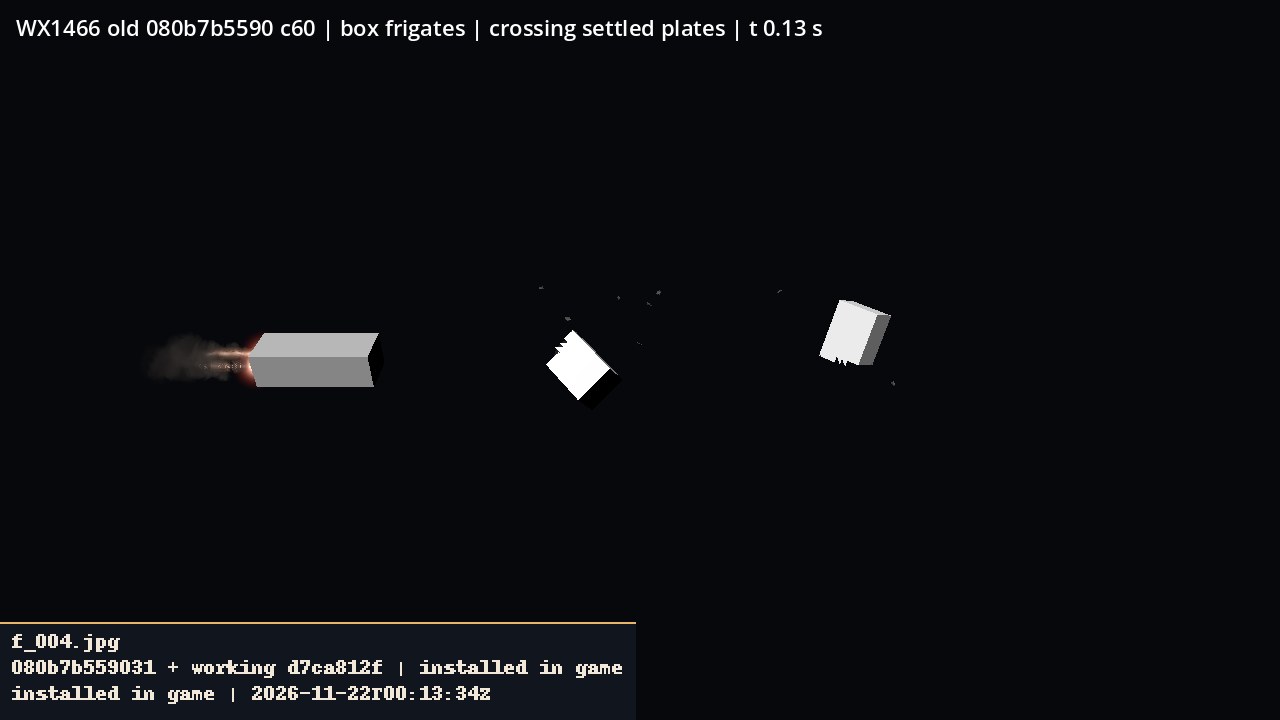 WX1466 old 080b7b5590 c60 | box frigates | crossing settled plates | t 0.13 s
f_004.jpg
080b7b559031 + working d7ca812f | installed in game
installed in game | 2026-11-22T00:13:34Z